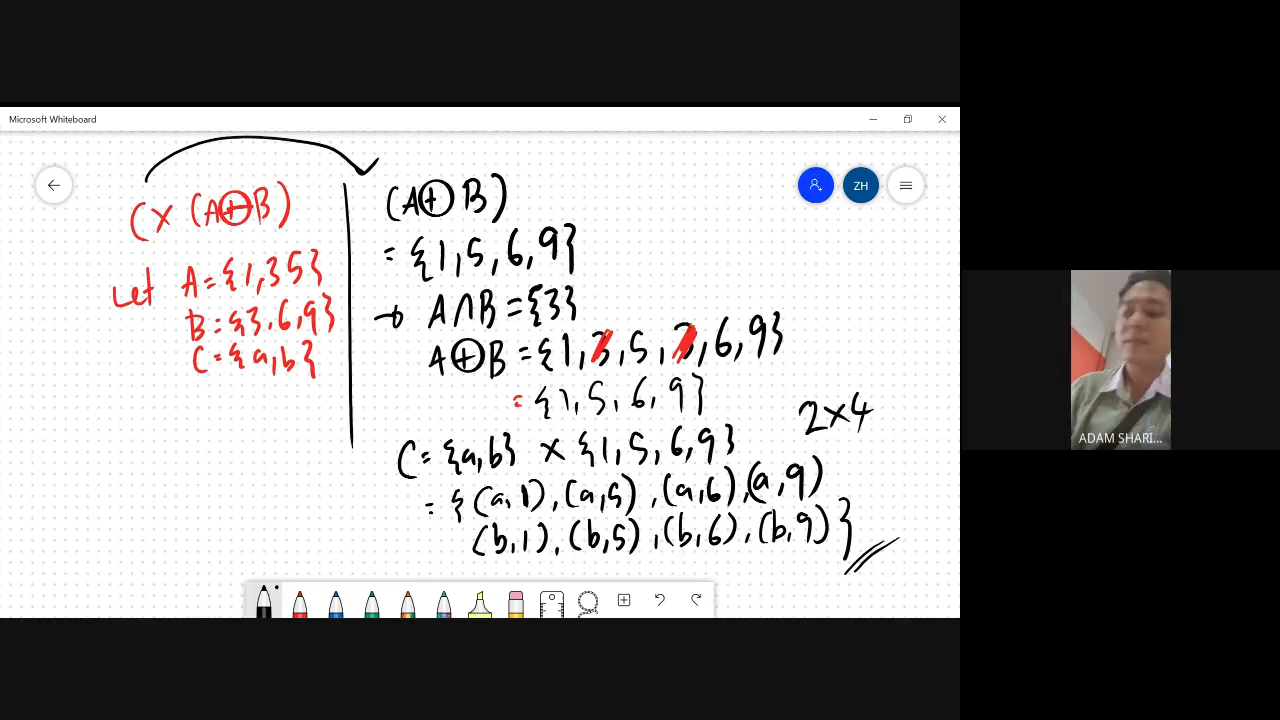 Microsoft Whiteboard
C × (A⊕B)
Let A = {1, 3 5}
B = {3, 6, 9}
C = {a, b}
(A⊕B)
= {1, 5, 6, 9}
→ A∩B = {3}
A⊕B = {1, 3, 5, 3, 6, 9}
= {1, 5, 6, 9}
2×4
C = {a, b} × {1, 5, 6, 9}
= {(a, 1), (a, 5), (a, 6), (a, 9)
(b, 1), (b, 5), (b, 6), (b, 9)}
ZH
ADAM SHARI...